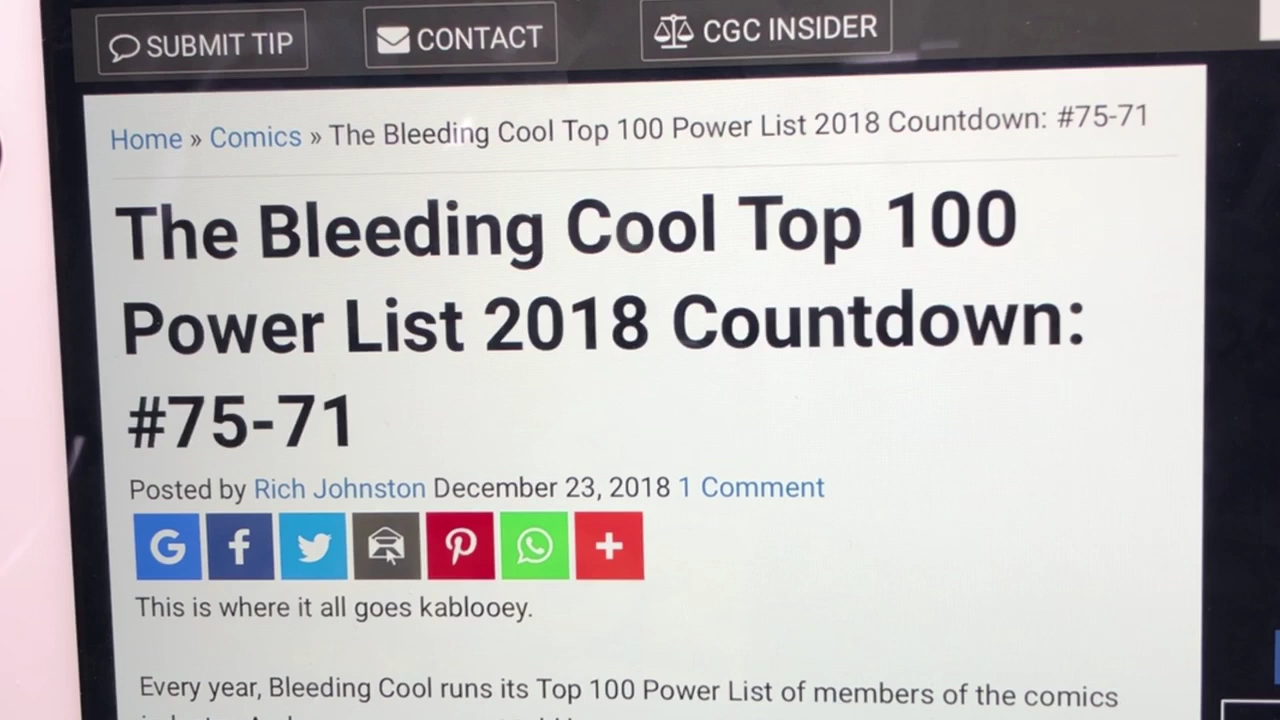 SUBMIT TIP CONTACT CGC INSIDER
Home » Comics » The Bleeding Cool Top 100 Power List 2018 Countdown: #75-71
The Bleeding Cool Top 100
Power List 2018 Countdown:
#75-71
Posted by Rich Johnston December 23, 2018 1 Comment
This is where it all goes kablooey.
Every year, Bleeding Cool runs its Top 100 Power List of members of the comics